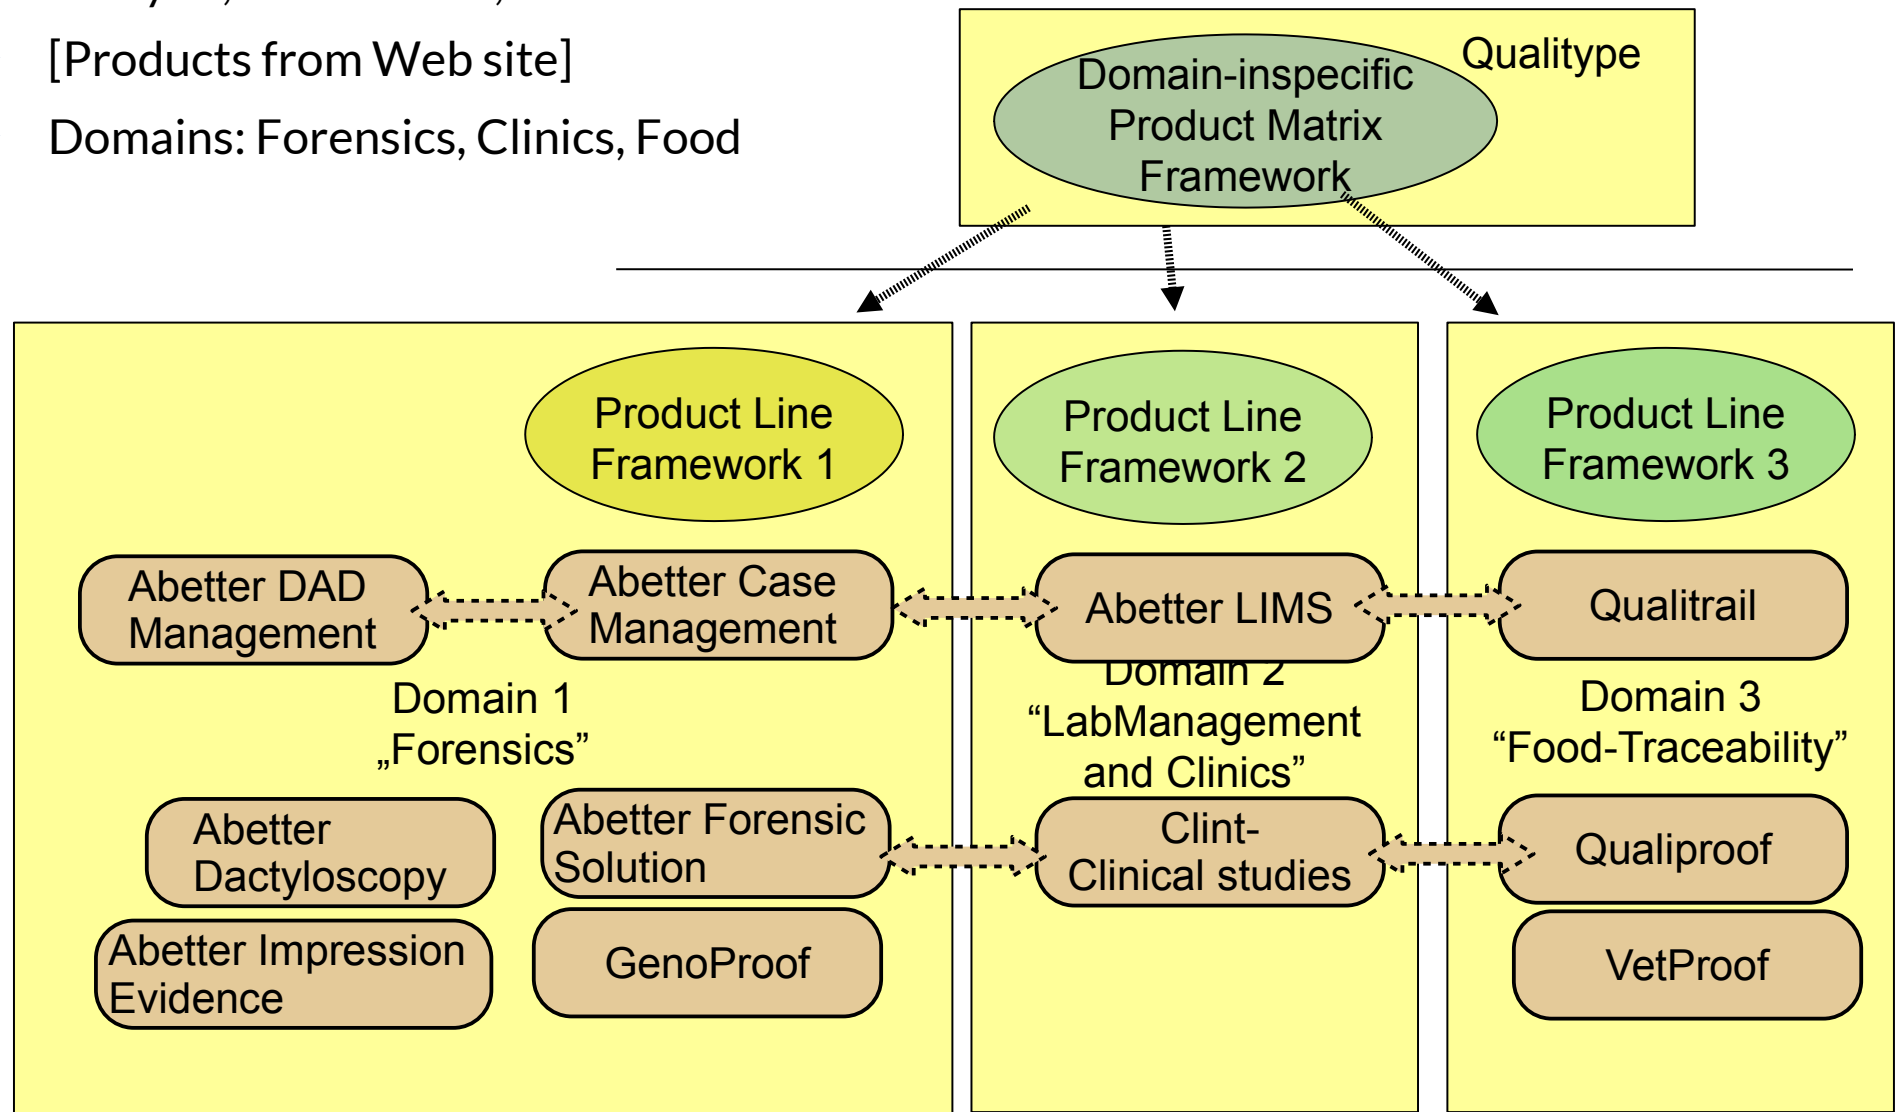 [Products from Web site]
Domains: Forensics, Clinics, Food
Qualitype
Domain-inspecific
Product Matrix
Framework
Product Line
Framework 1
Product Line
Framework 2
Product Line
Framework 3
Abetter DAD
Management
Abetter Case
Management
Abetter LIMS
Qualitrail
Domain 1
„Forensics”
Domain 2
“LabManagement
and Clinics”
Domain 3
“Food-Traceability”
Abetter
Dactyloscopy
Abetter Forensic
Solution
Clint-
Clinical studies
Qualiproof
Abetter Impression
Evidence
GenoProof
VetProof